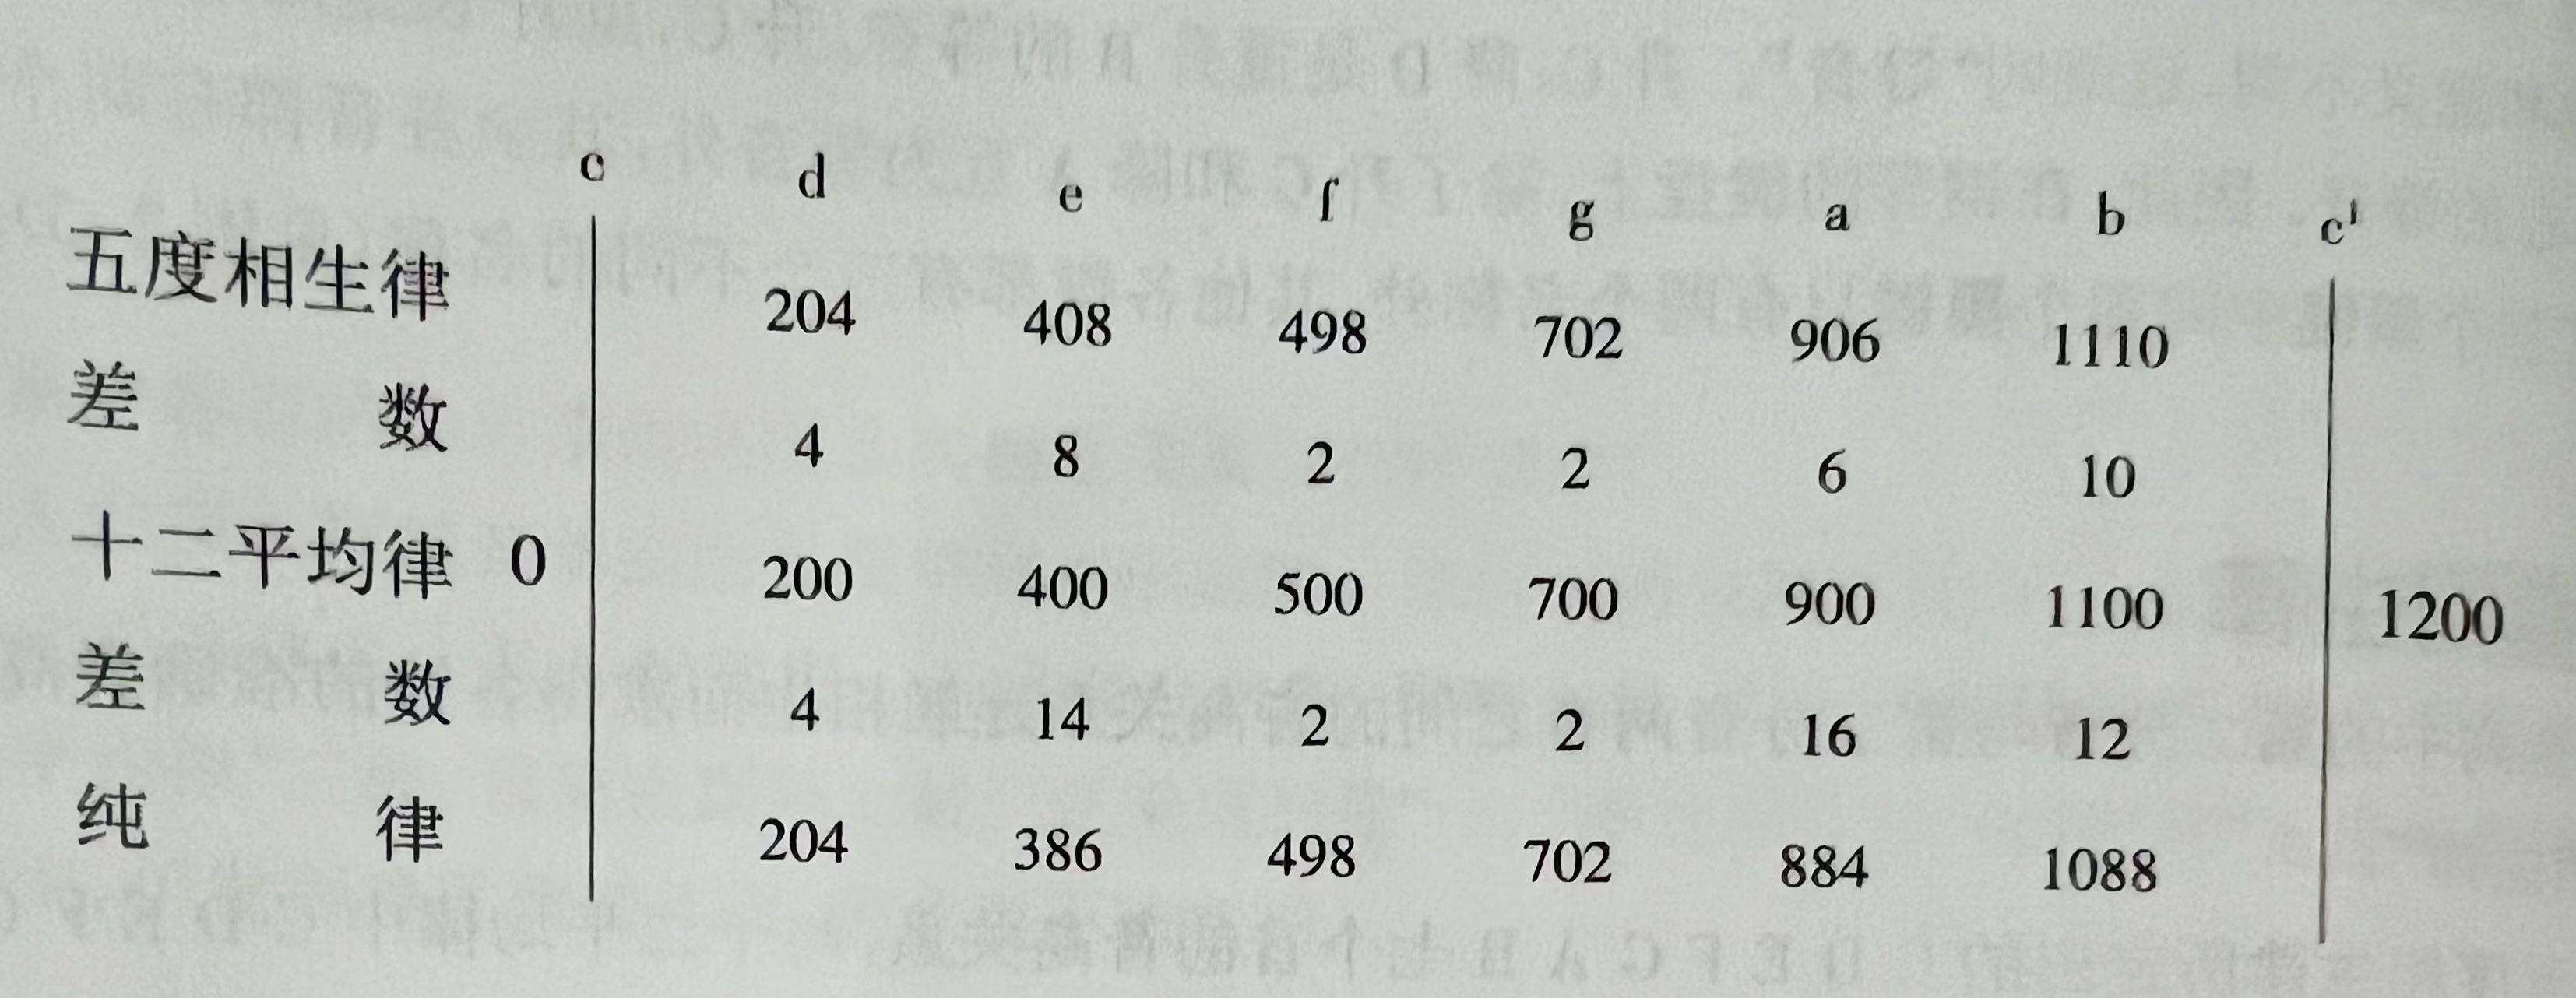 c d e f g a b c¹
五度相生律 204 408 498 702 906 1110
差 数 4 8 2 2 6 10
十二平均律 0 200 400 500 700 900 1100 1200
差 数 4 14 2 2 16 12
纯 律 204 386 498 702 884 1088